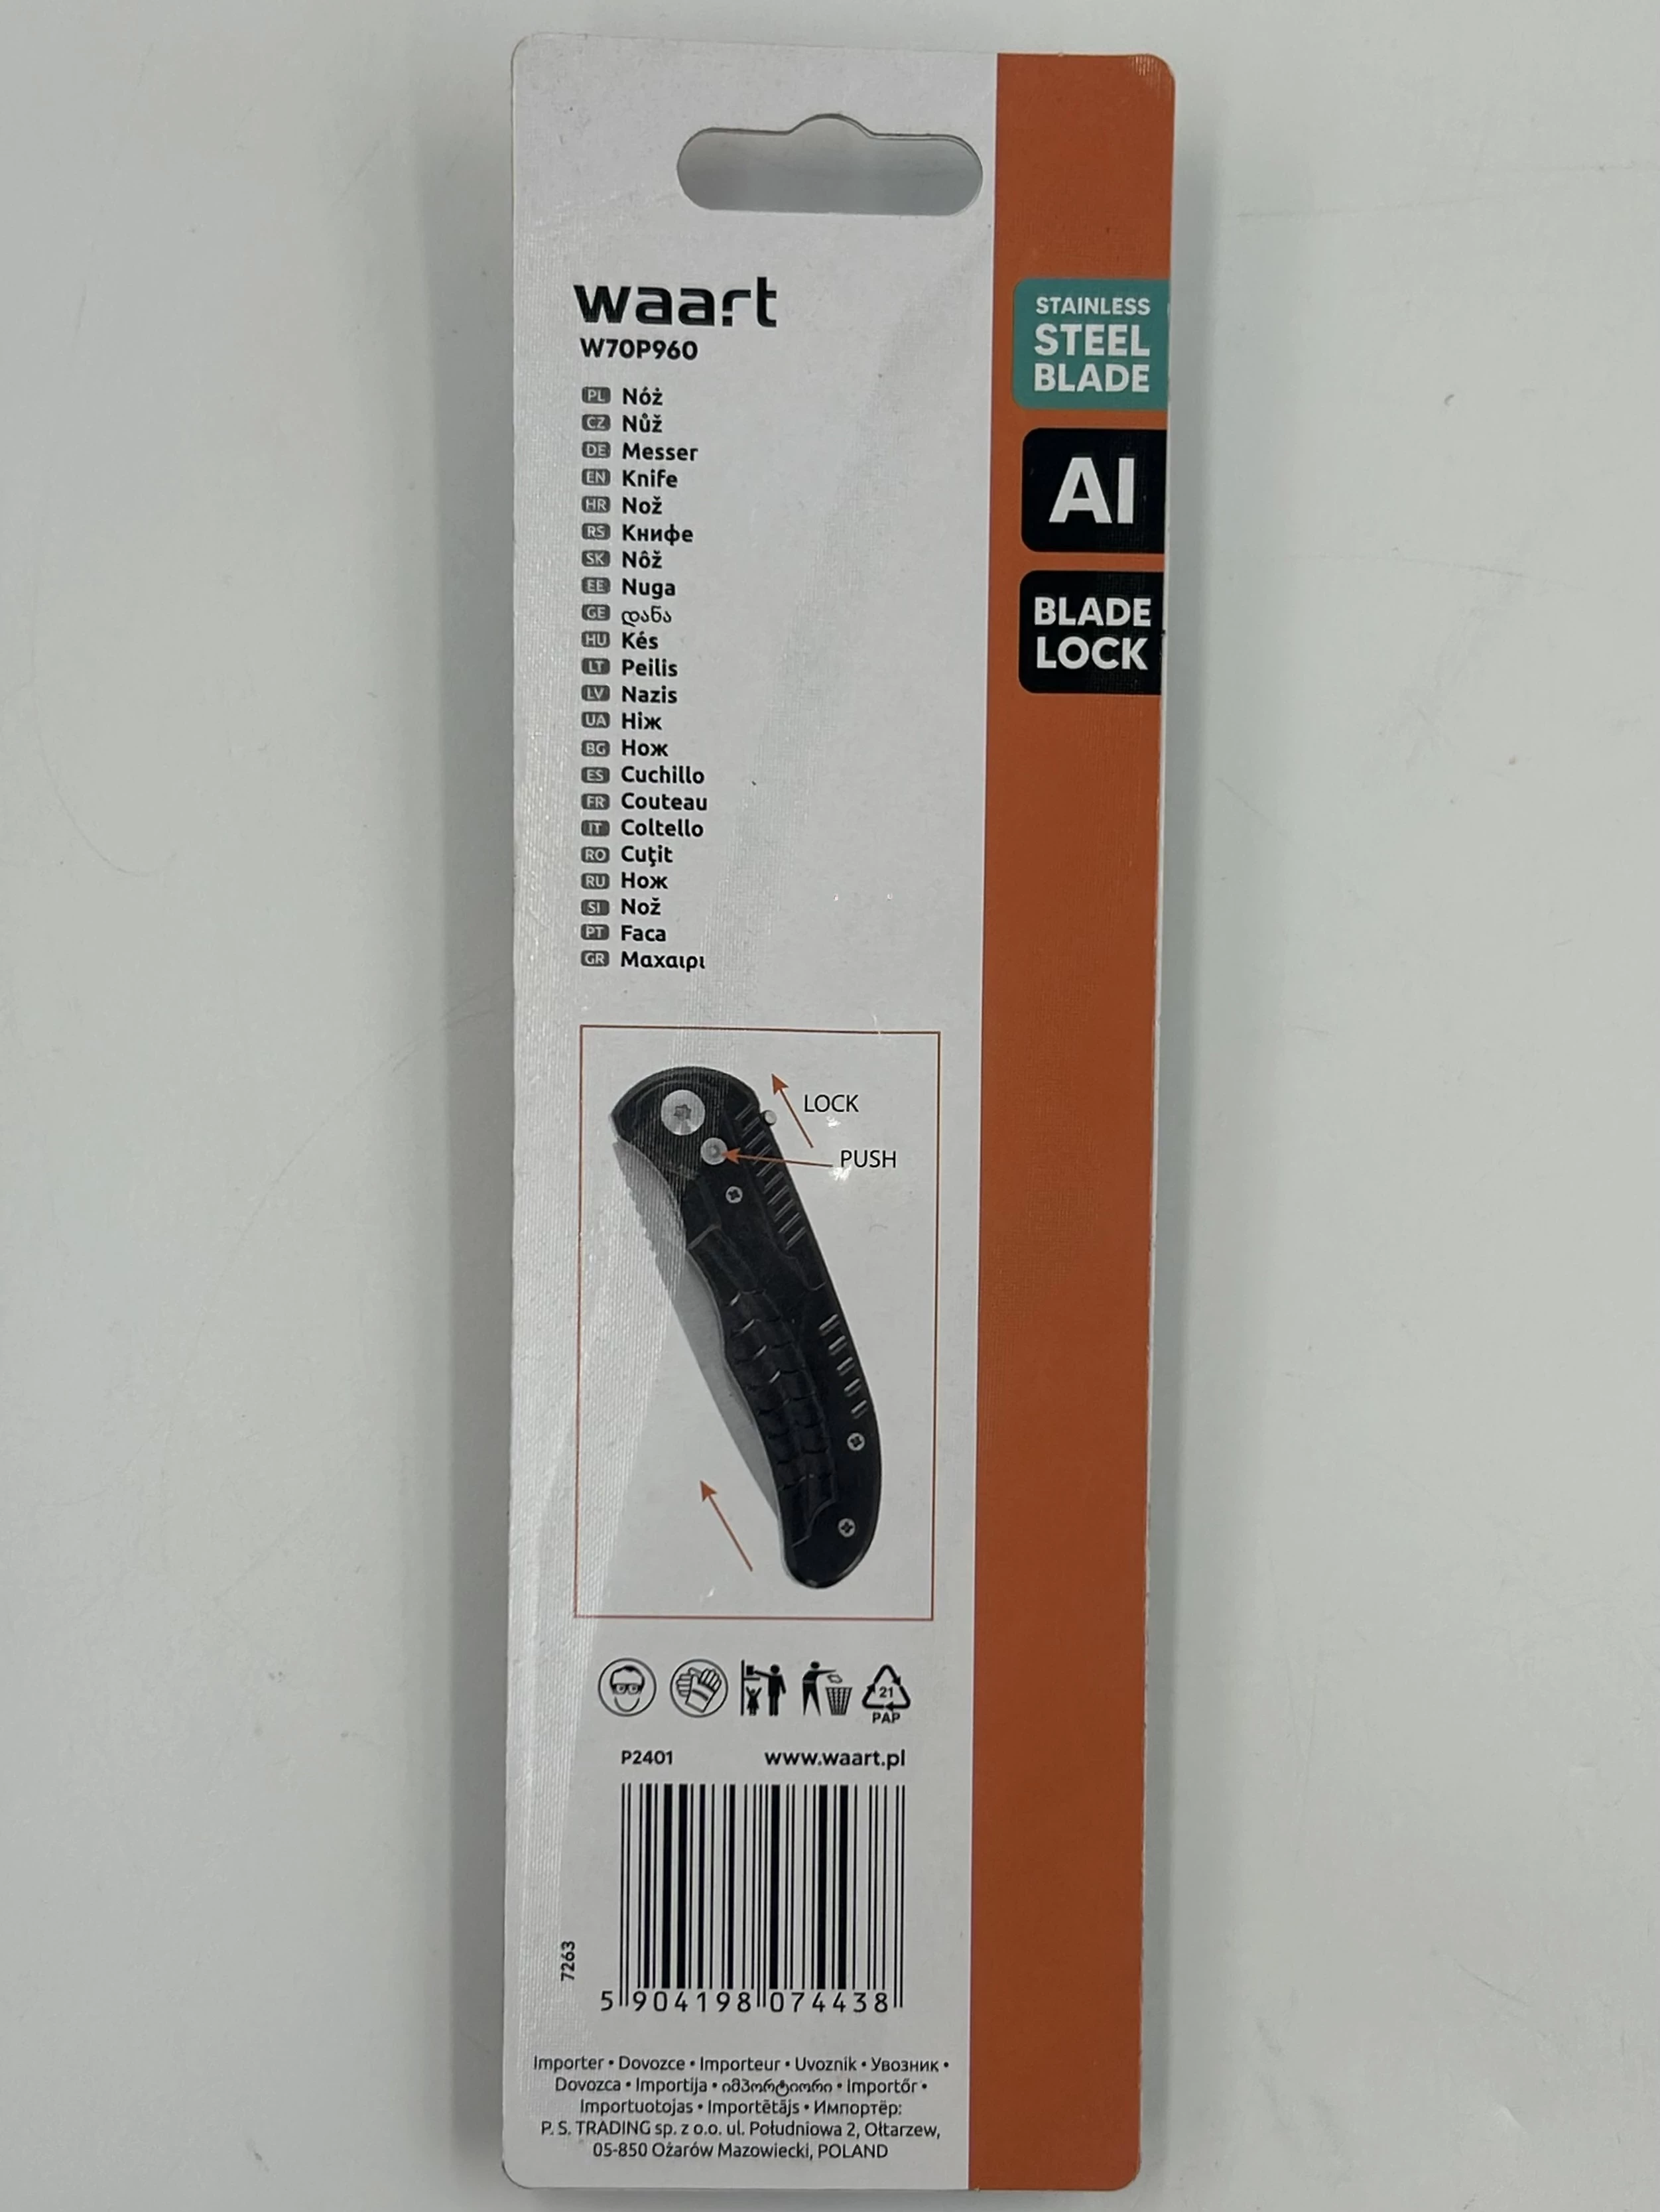 waart
W70P960
PL Nóż
CZ Nůž
DE Messer
EN Knife
HR Nož
RS Книфе
SK Nôž
EE Nuga
GE დანა
HU Kés
LT Peilis
LV Nazis
UA Ніж
BG Нож
ES Cuchillo
FR Couteau
IT Coltello
RO Cuţit
RU Нож
SI Nož
PT Faca
GR Μαχαιρι
STAINLESS
STEEL
BLADE
Al
BLADE
LOCK
LOCK
PUSH
21
PAP
P2401 www.waart.pl
7263
5 904198 074438
Importer • Dovozce • Importeur • Uvoznik • Увозник •
Dovozca • Importija • იმპორტიორი • Importőr •
Importuotojas • Importētājs • Импортёр:
P. S. TRADING sp. z o.o. ul. Południowa 2, Ołtarzew,
05-850 Ożarów Mazowiecki, POLAND